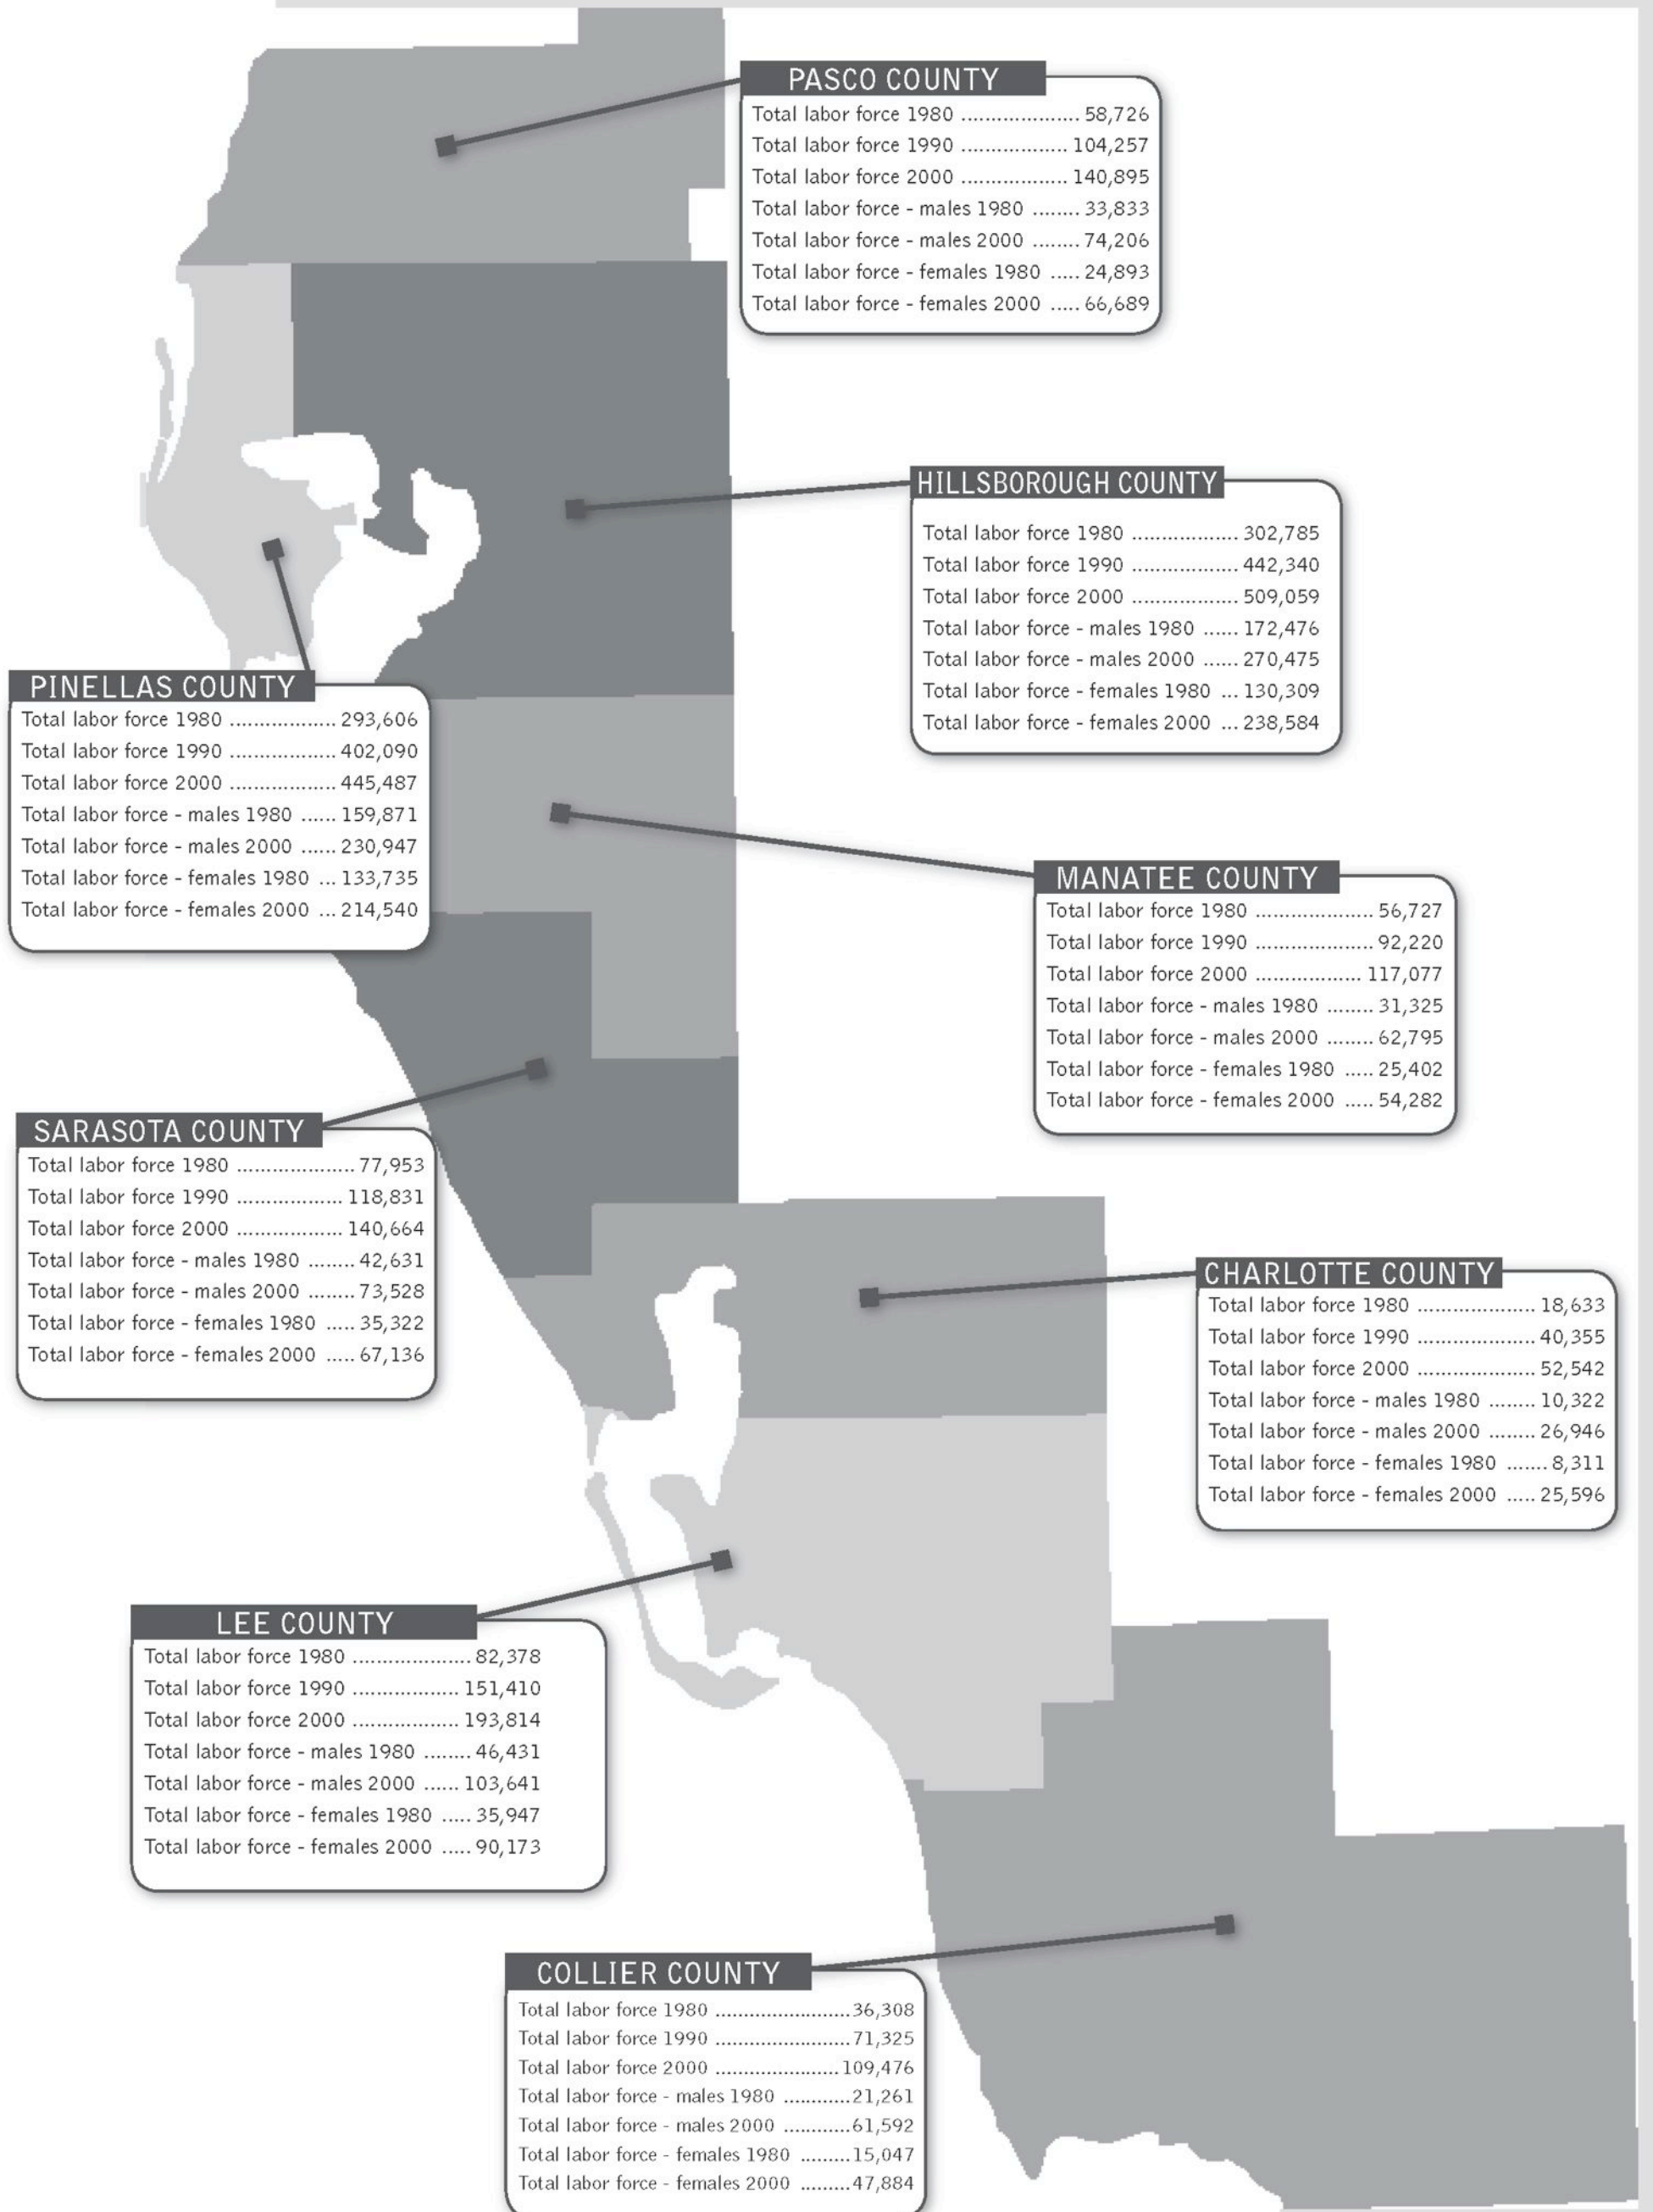 PASCO COUNTY
Total labor force 1980 .................... 58,726
Total labor force 1990 .................. 104,257
Total labor force 2000 .................. 140,895
Total labor force - males 1980 ........ 33,833
Total labor force - males 2000 ........ 74,206
Total labor force - females 1980 ..... 24,893
Total labor force - females 2000 ..... 66,689
HILLSBOROUGH COUNTY
Total labor force 1980 .................. 302,785
Total labor force 1990 .................. 442,340
Total labor force 2000 .................. 509,059
Total labor force - males 1980 ...... 172,476
Total labor force - males 2000 ...... 270,475
Total labor force - females 1980 ... 130,309
Total labor force - females 2000 ... 238,584
PINELLAS COUNTY
Total labor force 1980 .................. 293,606
Total labor force 1990 .................. 402,090
Total labor force 2000 .................. 445,487
Total labor force - males 1980 ...... 159,871
Total labor force - males 2000 ...... 230,947
Total labor force - females 1980 ... 133,735
Total labor force - females 2000 ... 214,540
MANATEE COUNTY
Total labor force 1980 .................... 56,727
Total labor force 1990 .................... 92,220
Total labor force 2000 .................. 117,077
Total labor force - males 1980 ........ 31,325
Total labor force - males 2000 ........ 62,795
Total labor force - females 1980 ..... 25,402
Total labor force - females 2000 ..... 54,282
SARASOTA COUNTY
Total labor force 1980 .................... 77,953
Total labor force 1990 .................. 118,831
Total labor force 2000 .................. 140,664
Total labor force - males 1980 ........ 42,631
Total labor force - males 2000 ........ 73,528
Total labor force - females 1980 ..... 35,322
Total labor force - females 2000 ..... 67,136
CHARLOTTE COUNTY
Total labor force 1980 .................... 18,633
Total labor force 1990 .................... 40,355
Total labor force 2000 .................... 52,542
Total labor force - males 1980 ........ 10,322
Total labor force - males 2000 ........ 26,946
Total labor force - females 1980 ....... 8,311
Total labor force - females 2000 ..... 25,596
LEE COUNTY
Total labor force 1980 .................... 82,378
Total labor force 1990 .................. 151,410
Total labor force 2000 .................. 193,814
Total labor force - males 1980 ........ 46,431
Total labor force - males 2000 ...... 103,641
Total labor force - females 1980 ..... 35,947
Total labor force - females 2000 ..... 90,173
COLLIER COUNTY
Total labor force 1980 ........................36,308
Total labor force 1990 ........................71,325
Total labor force 2000 ......................109,476
Total labor force - males 1980 ............21,261
Total labor force - males 2000 ............61,592
Total labor force - females 1980 .........15,047
Total labor force - females 2000 .........47,884